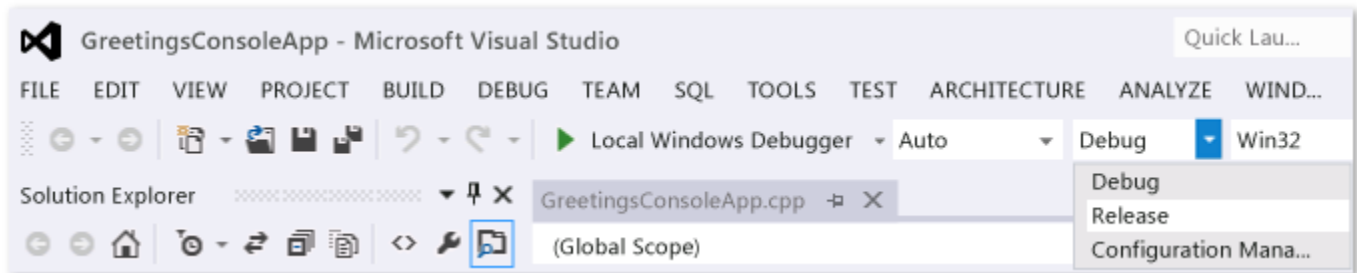 GreetingsConsoleApp - Microsoft Visual Studio
Quick Lau...
FILE EDIT VIEW PROJECT BUILD DEBUG TEAM SQL TOOLS TEST ARCHITECTURE ANALYZE WIND...
Local Windows Debugger Auto Debug Win32
Solution Explorer
GreetingsConsoleApp.cpp
(Global Scope)
Debug
Release
Configuration Mana...